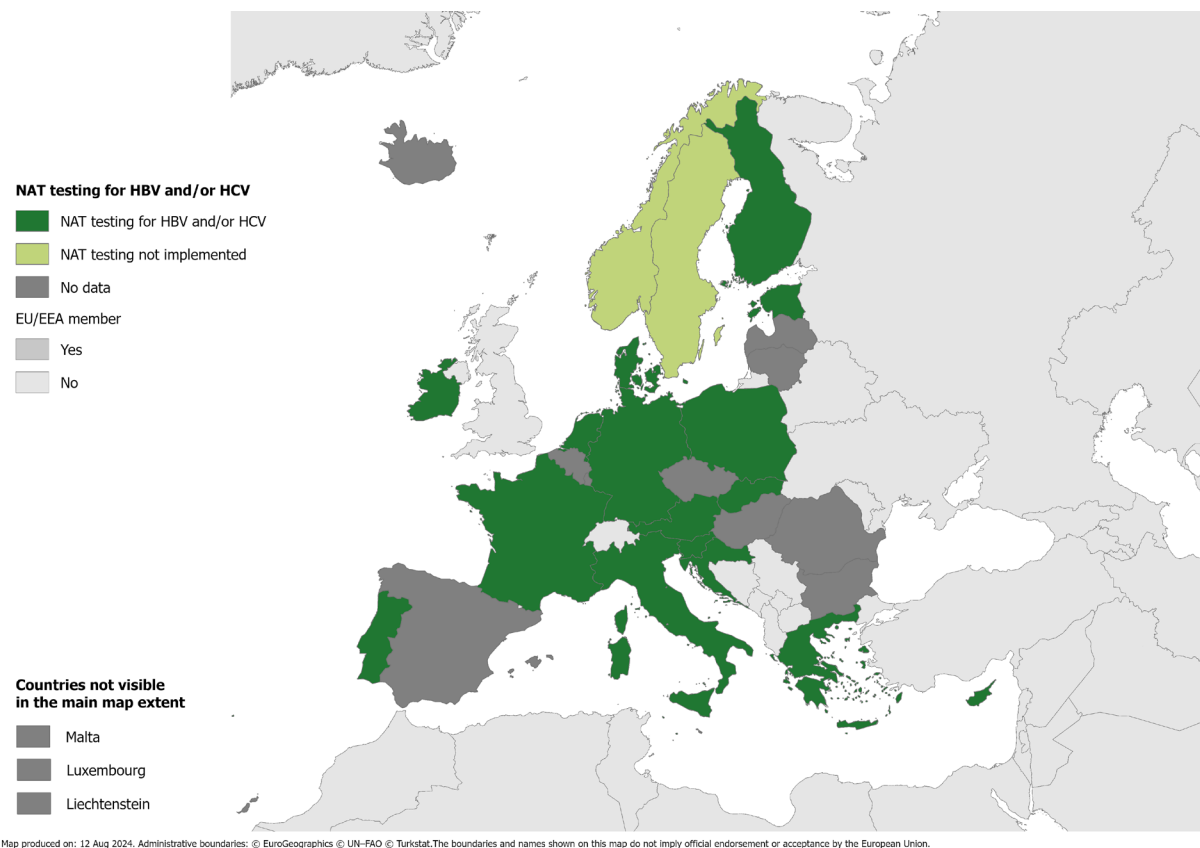 NAT testing for HBV and/or HCV
NAT testing for HBV and/or HCV
NAT testing not implemented
No data
EU/EEA member
Yes
No
Countries not visible
in the main map extent
Malta
Luxembourg
Liechtenstein
Map produced on: 12 Aug 2024. Administrative boundaries: © EuroGeographics © UN–FAO © Turkstat.The boundaries and names shown on this map do not imply official endorsement or acceptance by the European Union.